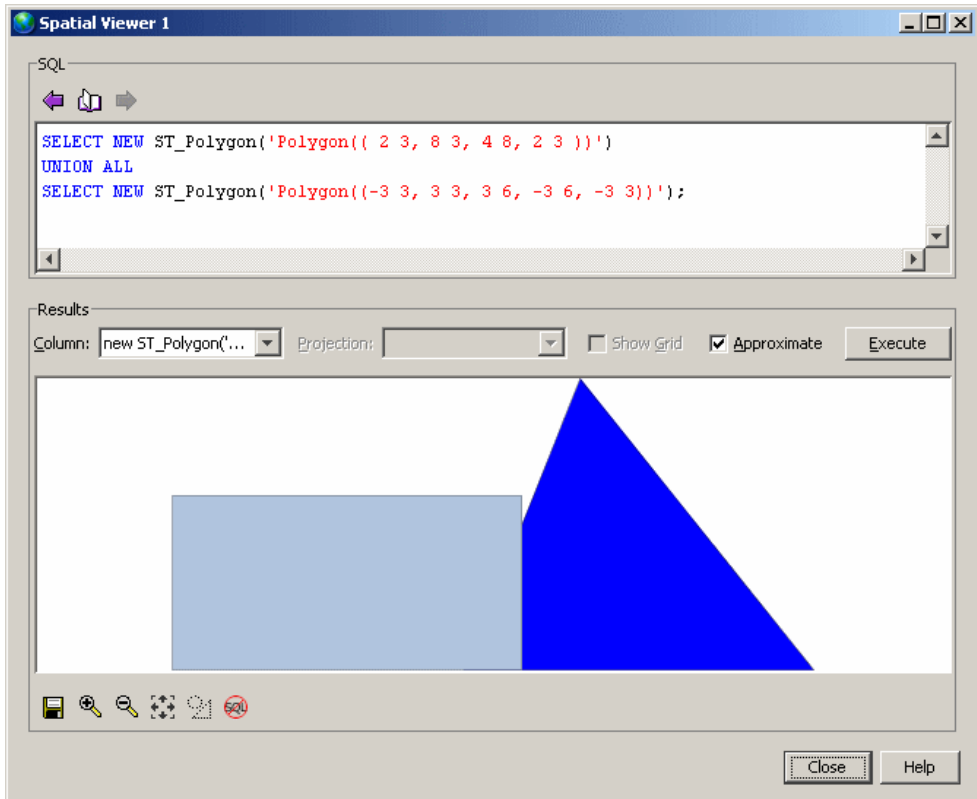 Spatial Viewer 1
SQL
SELECT NEW ST_Polygon('Polygon(( 2 3, 8 3, 4 8, 2 3 ))')
UNION ALL
SELECT NEW ST_Polygon('Polygon((-3 3, 3 3, 3 6, -3 6, -3 3))');
Results
Column: new ST_Polygon('... Projection: Show Grid Approximate Execute
SQL
Close Help